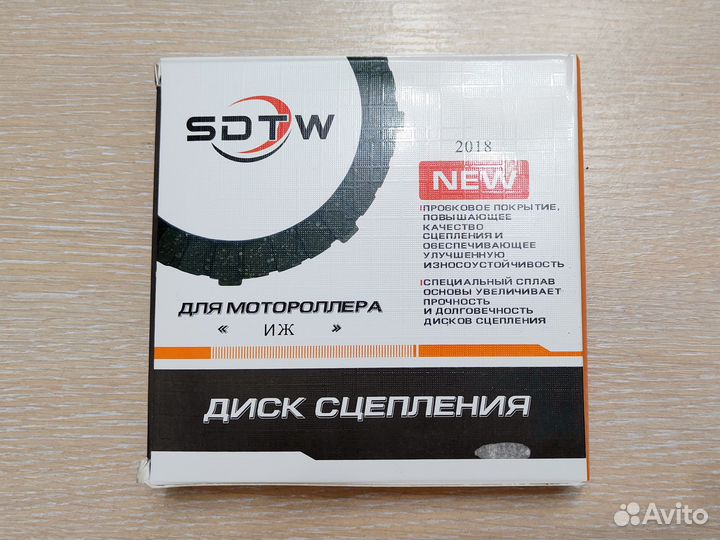 SDTW
2018
NEW
ПРОБКОВОЕ ПОКРЫТИЕ,
ПОВЫШАЮЩЕЕ
КАЧЕСТВО
СЦЕПЛЕНИЯ И
ОБЕСПЕЧИВАЮЩЕЕ
УЛУЧШЕННУЮ
ИЗНОСОУСТОЙЧИВОСТЬ
СПЕЦИАЛЬНЫЙ СПЛАВ
ОСНОВЫ УВЕЛИЧИВАЕТ
ПРОЧНОСТЬ
И ДОЛГОВЕЧНОСТЬ
ДИСКОВ СЦЕПЛЕНИЯ
ДЛЯ МОТОРОЛЛЕРА
« ИЖ »
ДИСК СЦЕПЛЕНИЯ
Avito